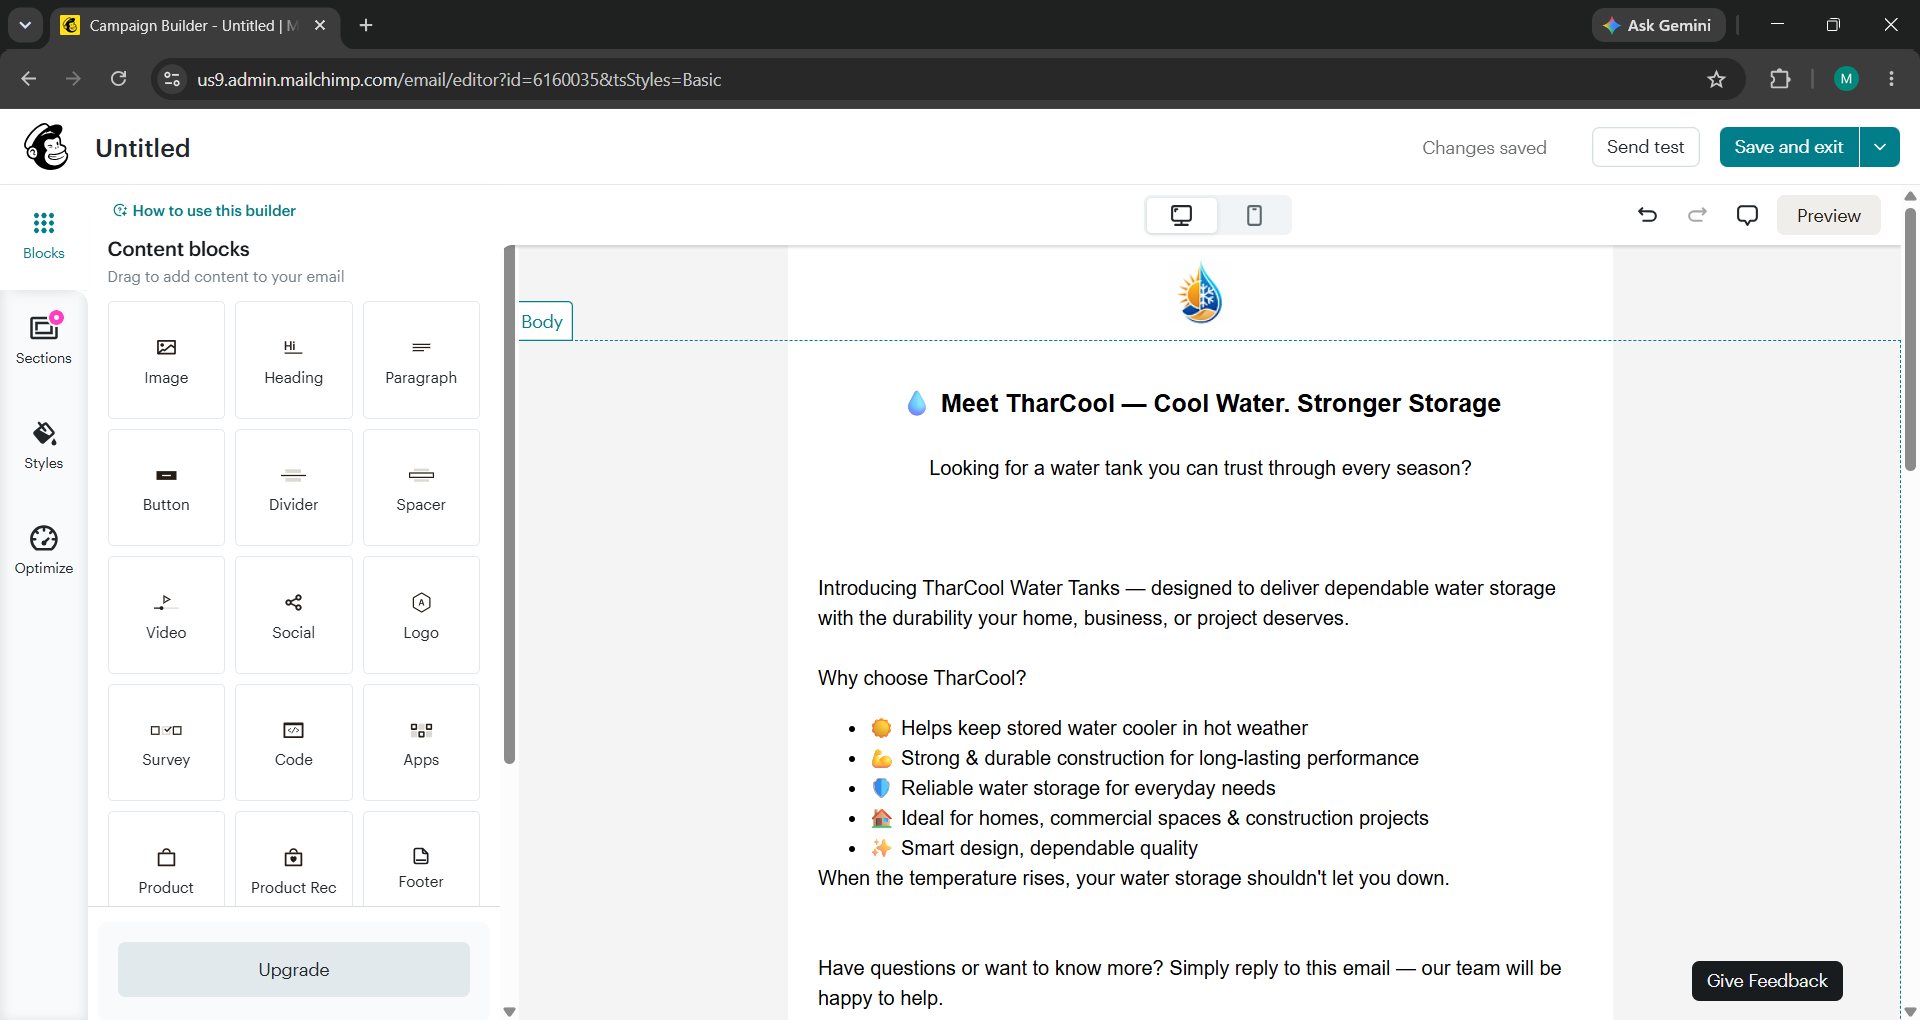 Campaign Builder - Untitled | M
Ask Gemini
us9.admin.mailchimp.com/email/editor?id=6160035&tsStyles=Basic
M
Untitled
Changes saved
Send test
Save and exit
How to use this builder
Preview
Blocks
Sections
Styles
Optimize
Content blocks
Drag to add content to your email
Image
Hi
Heading
Paragraph
Button
Divider
Spacer
Video
Social
A
Logo
Survey
Code
Apps
Product
Product Rec
Footer
Upgrade
Body
💧 Meet TharCool — Cool Water. Stronger Storage
Looking for a water tank you can trust through every season?
Introducing TharCool Water Tanks — designed to deliver dependable water storage
with the durability your home, business, or project deserves.
Why choose TharCool?
• 🌞 Helps keep stored water cooler in hot weather
• 💪 Strong & durable construction for long-lasting performance
• 🛡️ Reliable water storage for everyday needs
• 🏠 Ideal for homes, commercial spaces & construction projects
• ✨ Smart design, dependable quality
When the temperature rises, your water storage shouldn't let you down.
Have questions or want to know more? Simply reply to this email — our team will be
happy to help.
Give Feedback